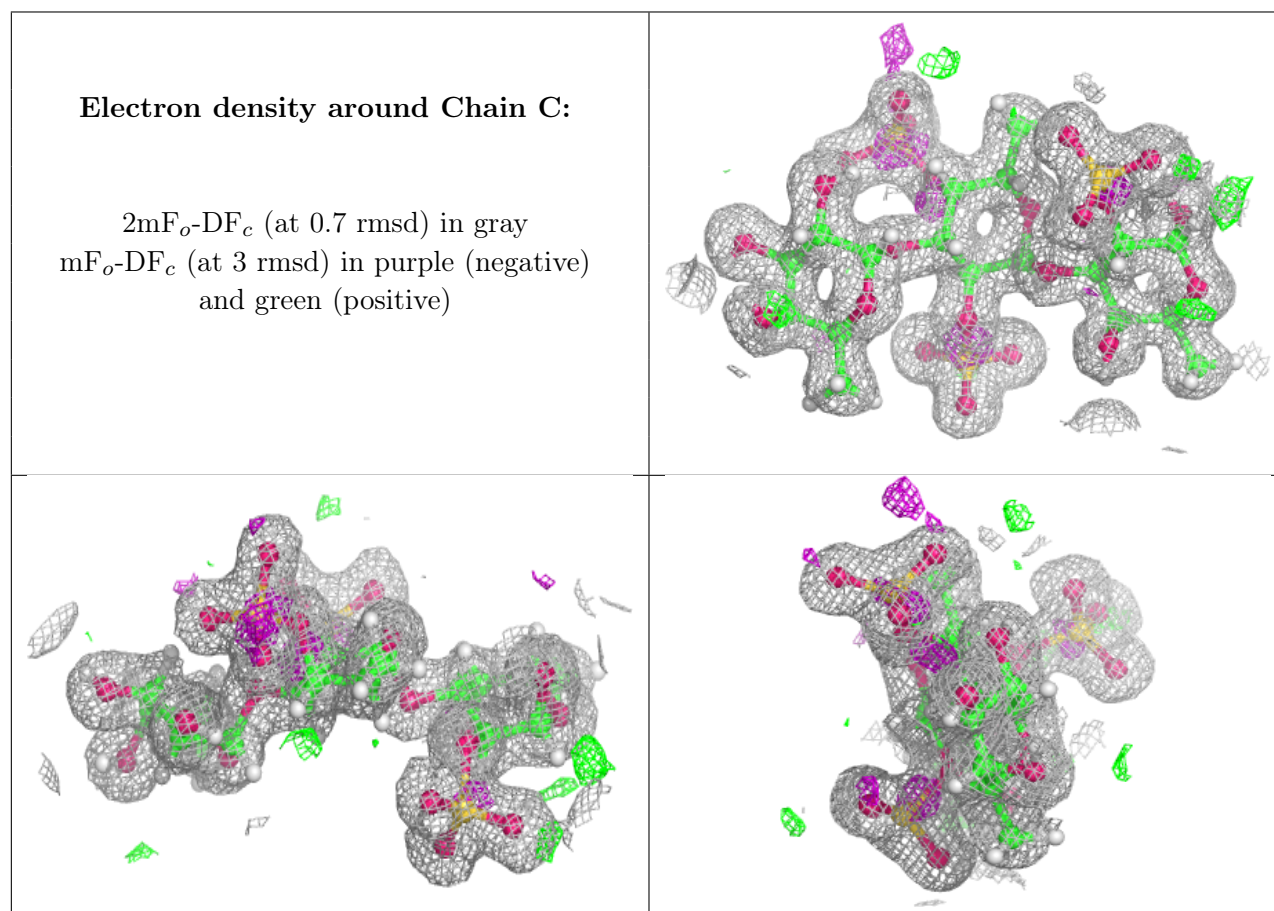 Electron density around Chain C:
2mFₒ-DF𝒸 (at 0.7 rmsd) in gray
mFₒ-DF𝒸 (at 3 rmsd) in purple (negative)
and green (positive)